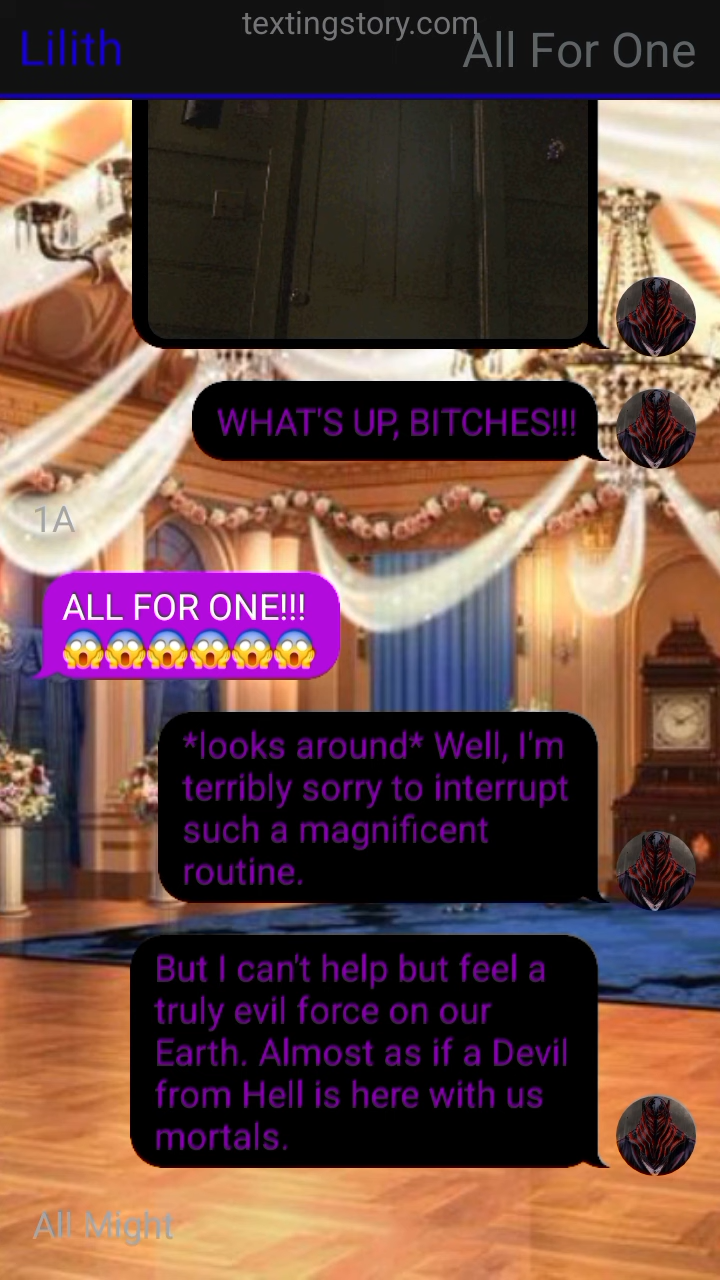 textingstory.com
Lilith
All For One
WHAT'S UP, BITCHES!!!
1A
ALL FOR ONE!!!
😱😱😱😱😱😱
*looks around* Well, I'm
terribly sorry to interrupt
such a magnificent
routine.
But I can't help but feel a
truly evil force on our
Earth. Almost as if a Devil
from Hell is here with us
mortals.
All Might